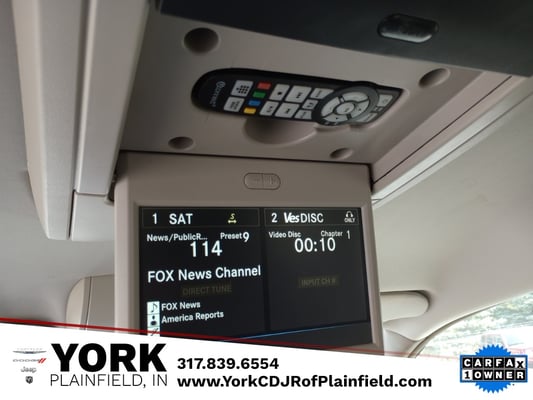 1 SAT
2 Ves DISC
ONLY
News/PublicR... Preset 9
114
Video Disc Chapter 1
00:10
FOX News Channel
DIRECT TUNE
INPUT CH #
FOX News
America Reports
YORK
PLAINFIELD, IN
317.839.6554
www.YorkCDJRofPlainfield.com
DODGE
Jeep
CARFAX
1 OWNER